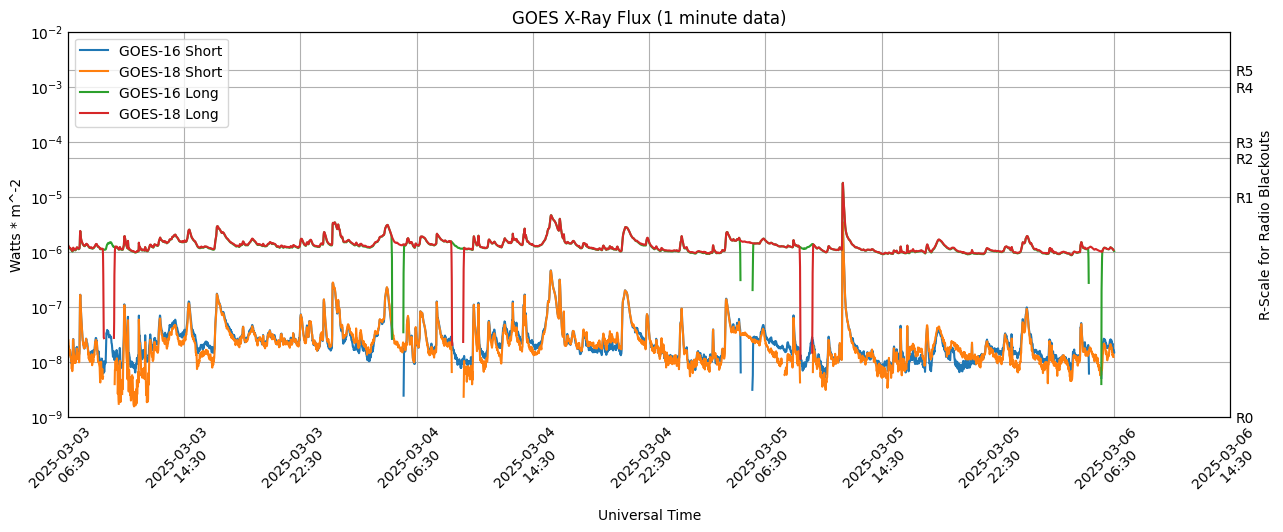 GOES X-Ray Flux (1 minute data)
GOES-16 Short
GOES-18 Short
GOES-16 Long
GOES-18 Long
10^-2
10^-3
10^-4
10^-5
10^-6
10^-7
10^-8
10^-9
Watts * m^-2
R5
R4
R3
R2
R1
R0
R-Scale for Radio Blackouts
2025-03-03
06:30
2025-03-03
14:30
2025-03-03
22:30
2025-03-04
06:30
2025-03-04
14:30
2025-03-04
22:30
2025-03-05
06:30
2025-03-05
14:30
2025-03-05
22:30
2025-03-06
06:30
2025-03-06
14:30
Universal Time